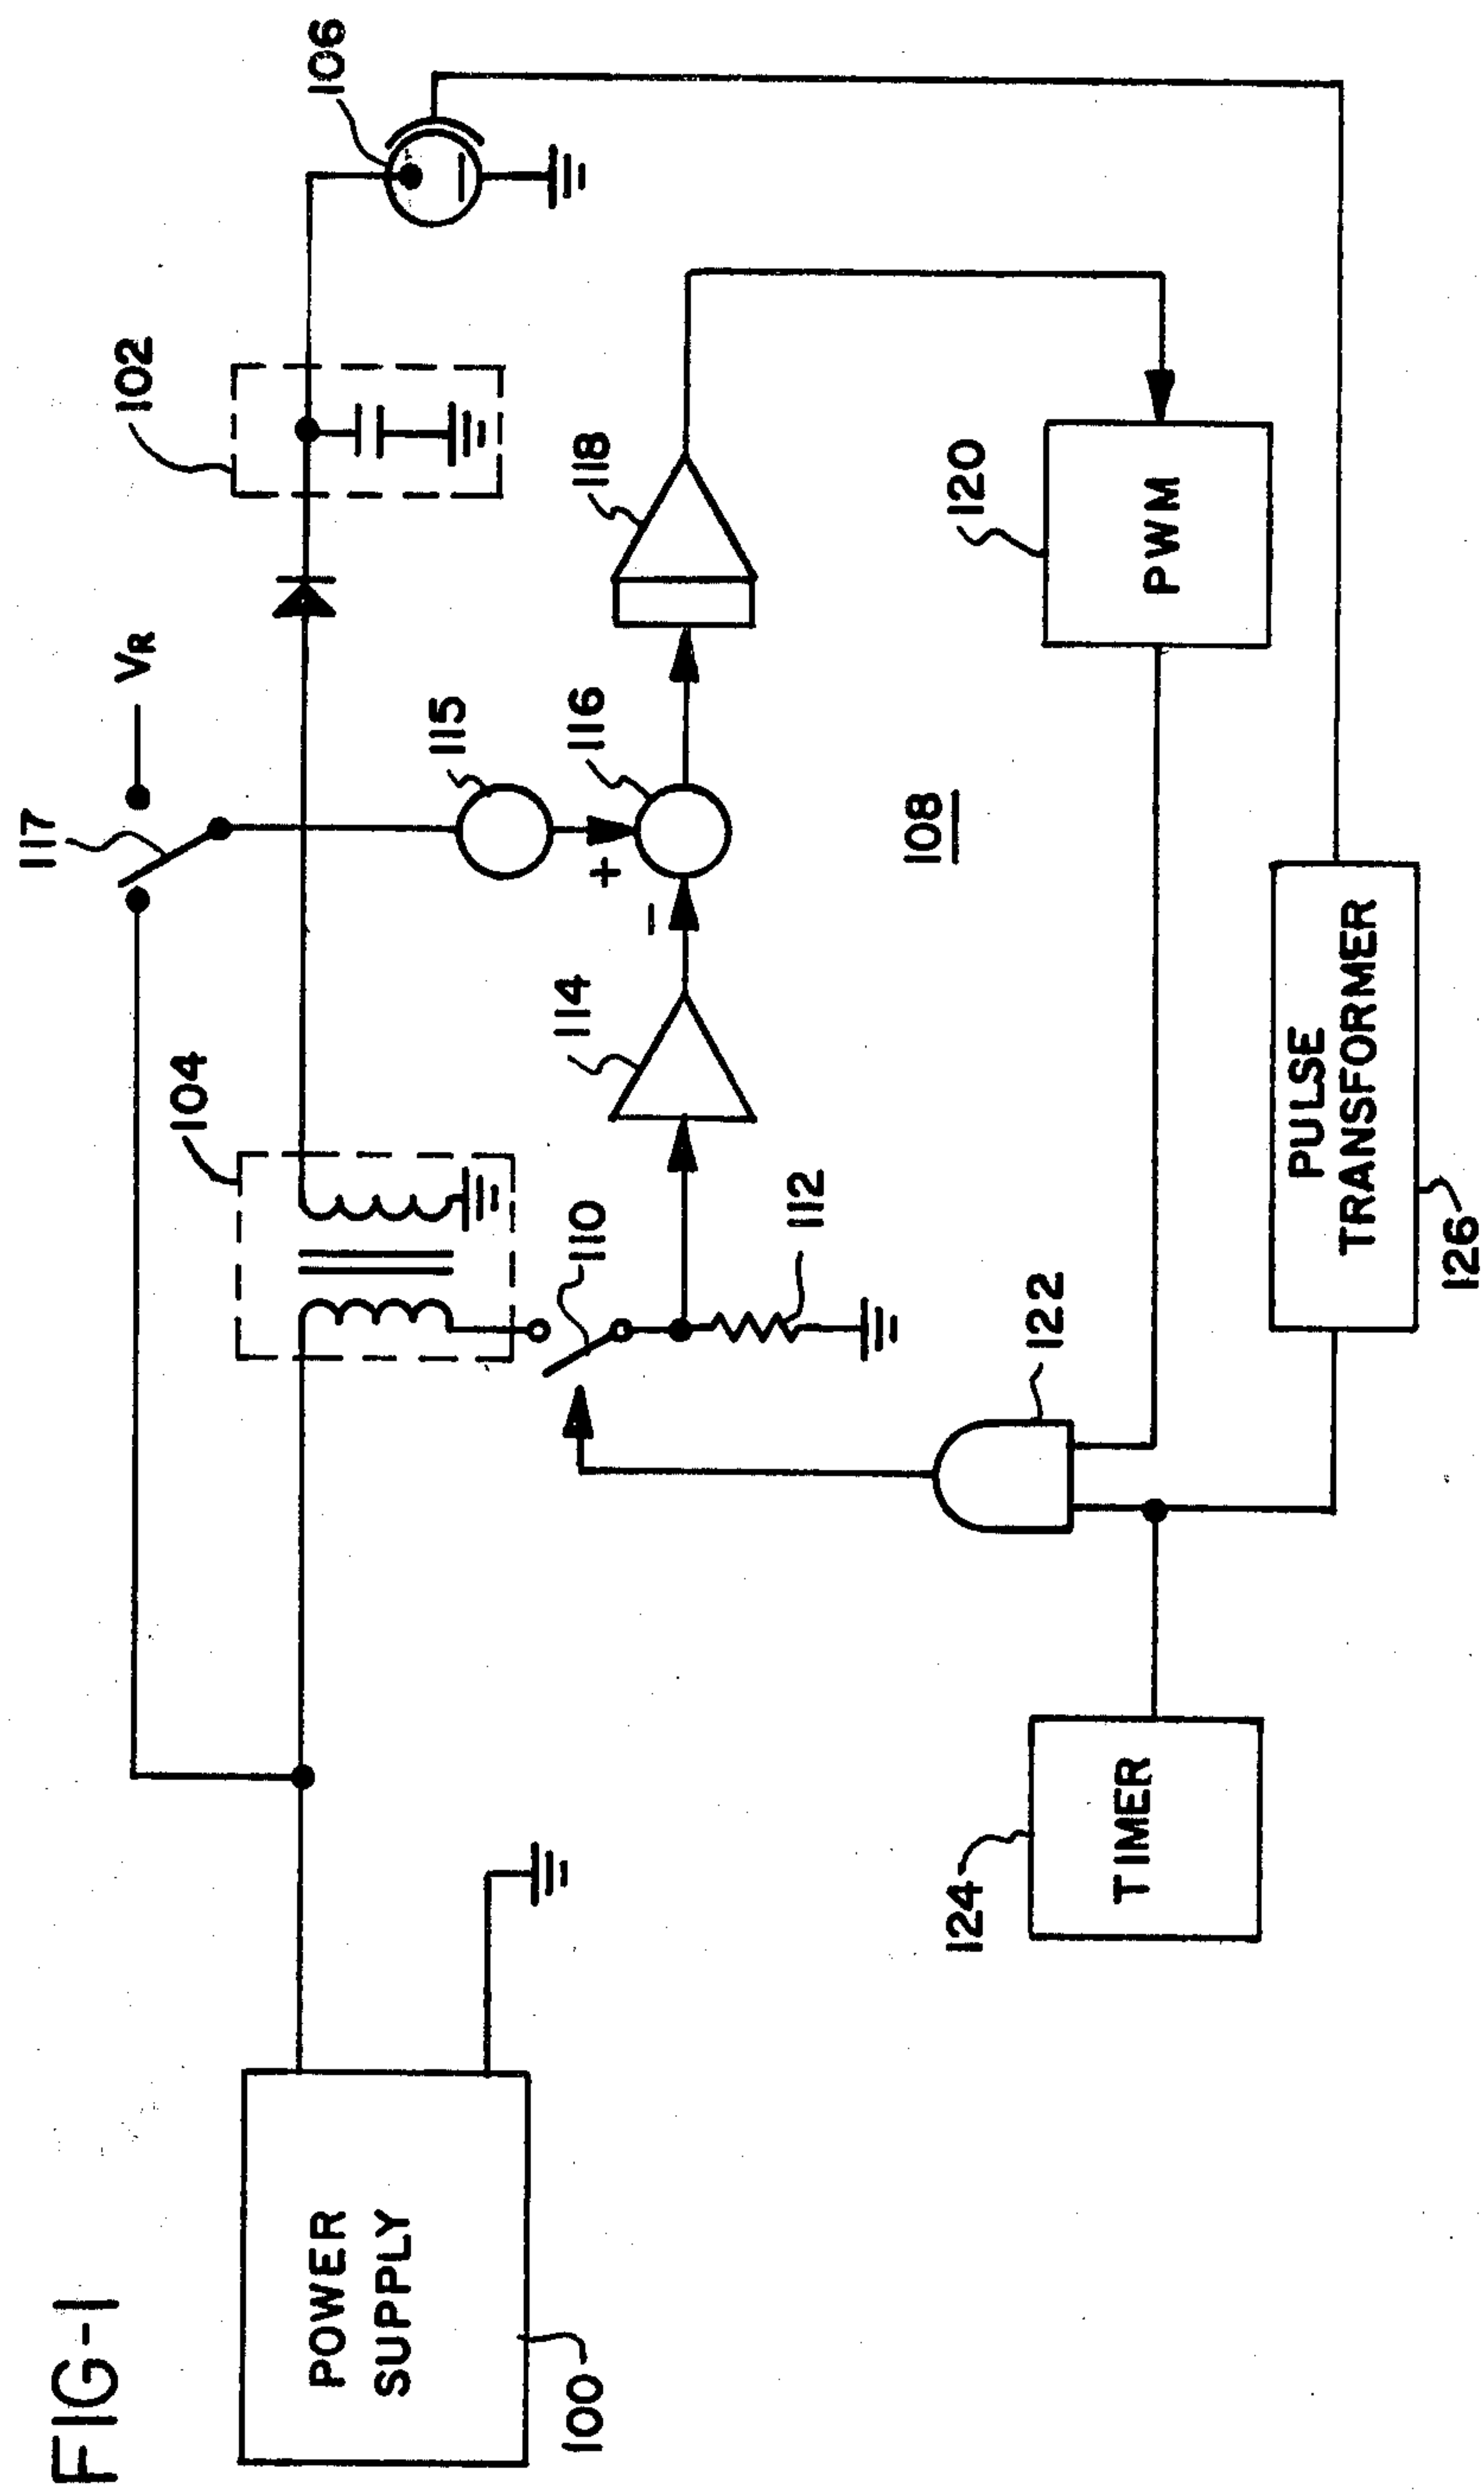 FIG-1
117
VR
106
102
104
115
110
114
116
118
112
108
POWER
SUPPLY
100
122
120
PWM
124
TIMER
PULSE
TRANSFORMER
126
+
−